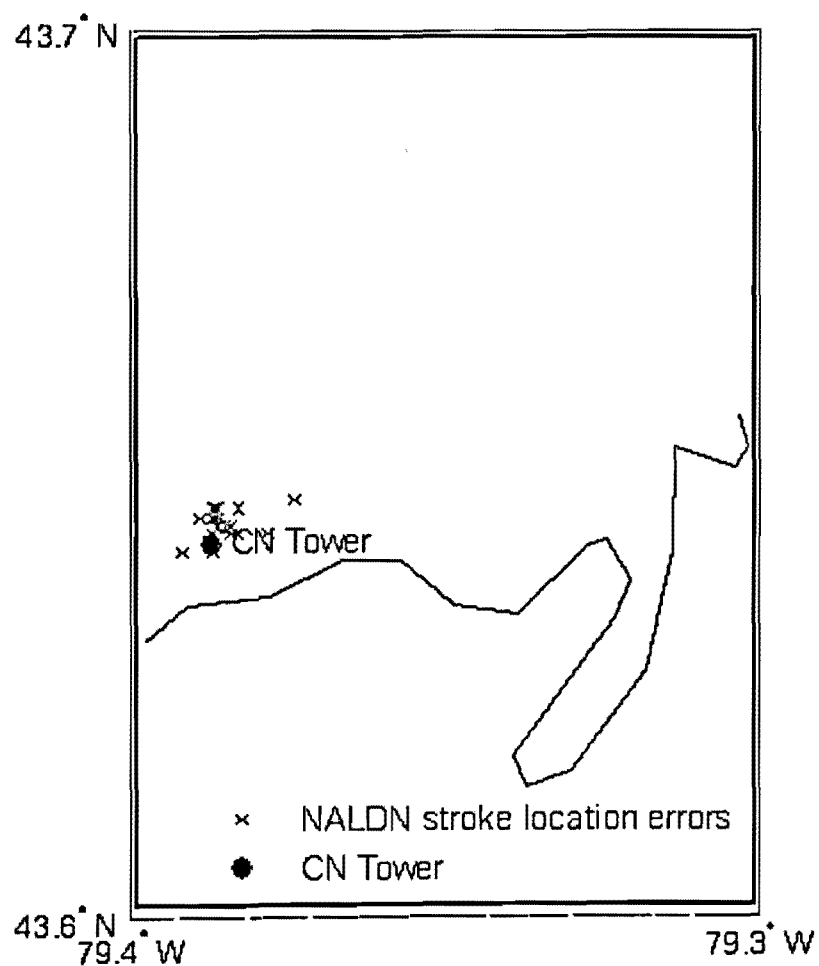 43.7° N
CN Tower
NALDN stroke location errors
CN Tower
43.6° N
79.4° W
79.3° W